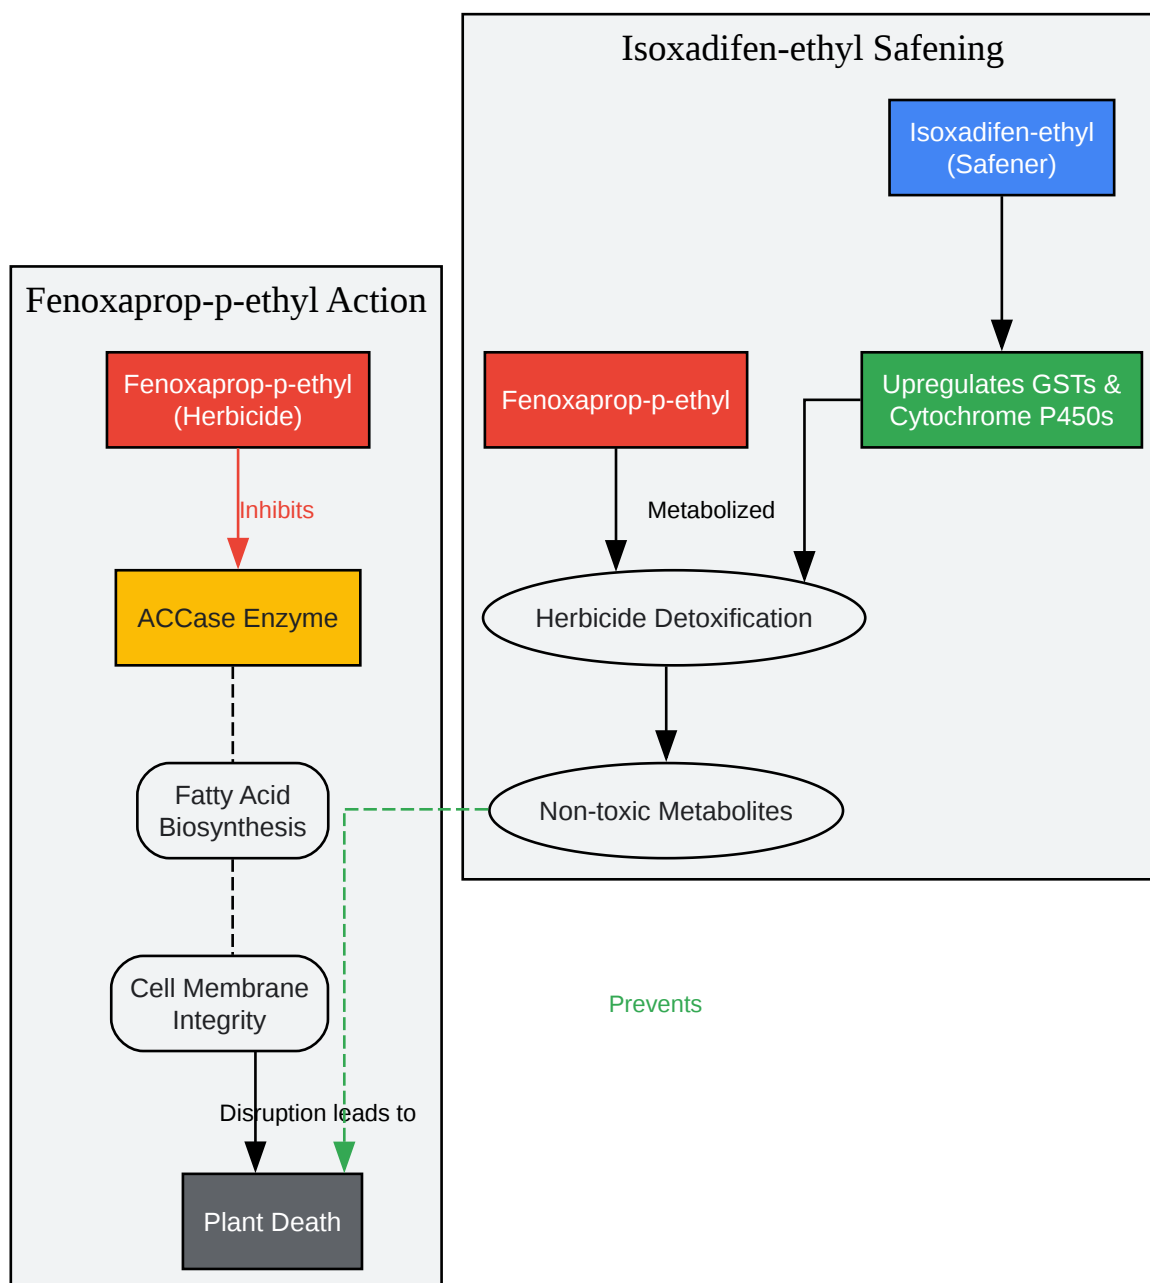 Isoxadifen-ethyl Safening
Isoxadifen-ethyl
(Safener)
Fenoxaprop-p-ethyl Action
Fenoxaprop-p-ethyl
(Herbicide)
Fenoxaprop-p-ethyl
Upregulates GSTs &
Cytochrome P450s
Inhibits
Metabolized
ACCase Enzyme
Herbicide Detoxification
Fatty Acid
Biosynthesis
Non-toxic Metabolites
Cell Membrane
Integrity
Prevents
Disruption leads to
Plant Death